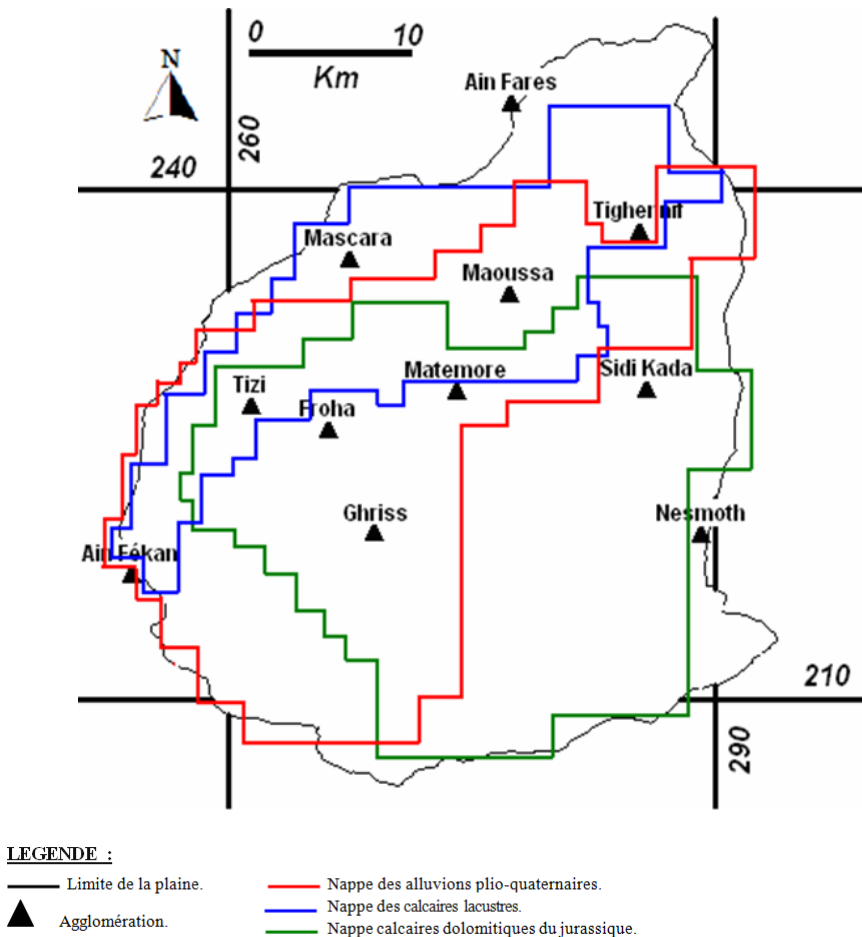 0 10
Km
N
Ain Fares
260
240
Tighennif
Mascara
Maoussa
Matemore
Sidi Kada
Tizi
Froha
Ghriss
Nesmoth
Ain Fékan
210
290
LEGENDE :
Limite de la plaine.
Nappe des alluvions plio-quaternaires.
Nappe des calcaires lacustres.
Agglomération.
Nappe calcaires dolomitiques du jurassique.